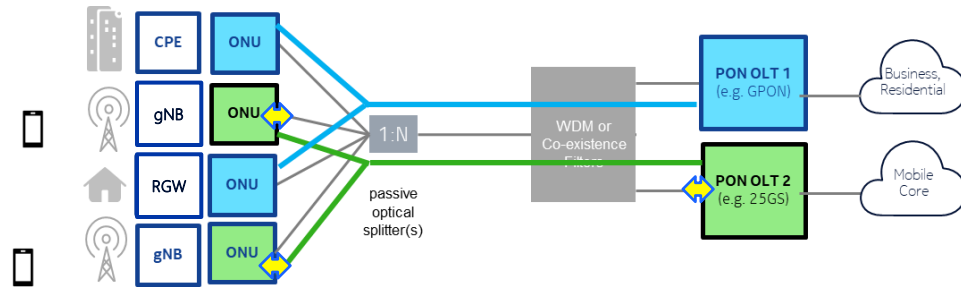 CPE
ONU
gNB
ONU
RGW
ONU
gNB
ONU
1:N
passive
optical
splitter(s)
WDM or
Co-existence
Filters
PON OLT 1
(e.g. GPON)
PON OLT 2
(e.g. 25GS)
Business,
Residential
Mobile
Core